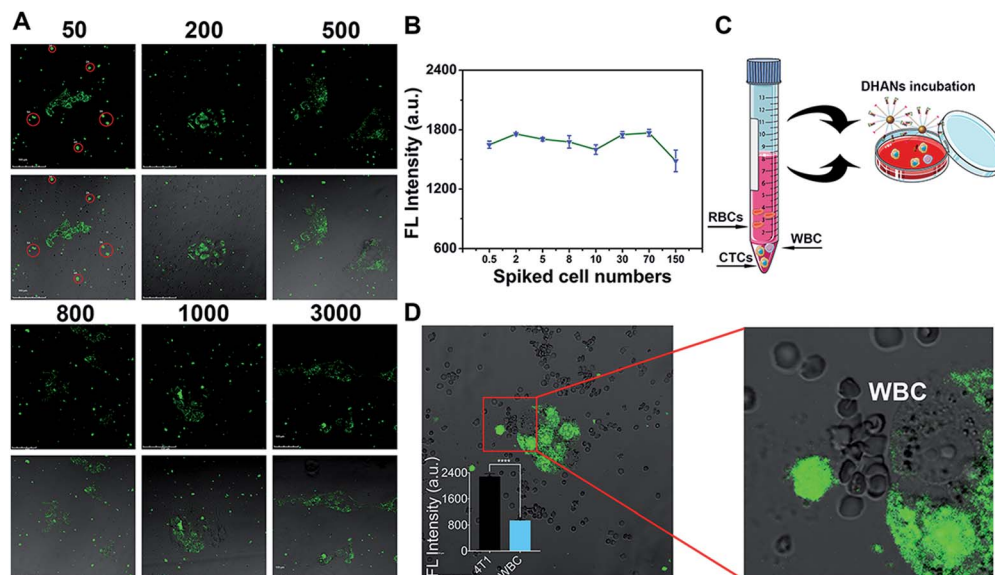 A
50
200
500
800
1000
3000
B
2400
1800
1200
600
FL Intensity (a.u.)
0.5 2 5 8 10 30 70 150
Spiked cell numbers
C
DHANs incubation
RBCs
WBC
CTCs
D
2400
1600
800
0
FL Intensity (a.u.)
****
4T1
WBC
WBC